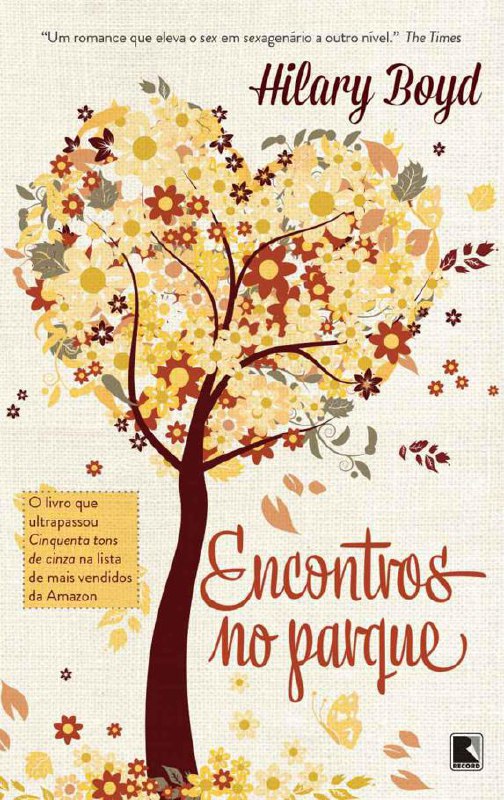 “Um romance que eleva o sex em sexagenário a outro nível.” The Times
Hilary Boyd
O livro que
ultrapassou
Cinquenta tons
de cinza na lista
de mais vendidos
da Amazon
Encontros
no parque
RECORD